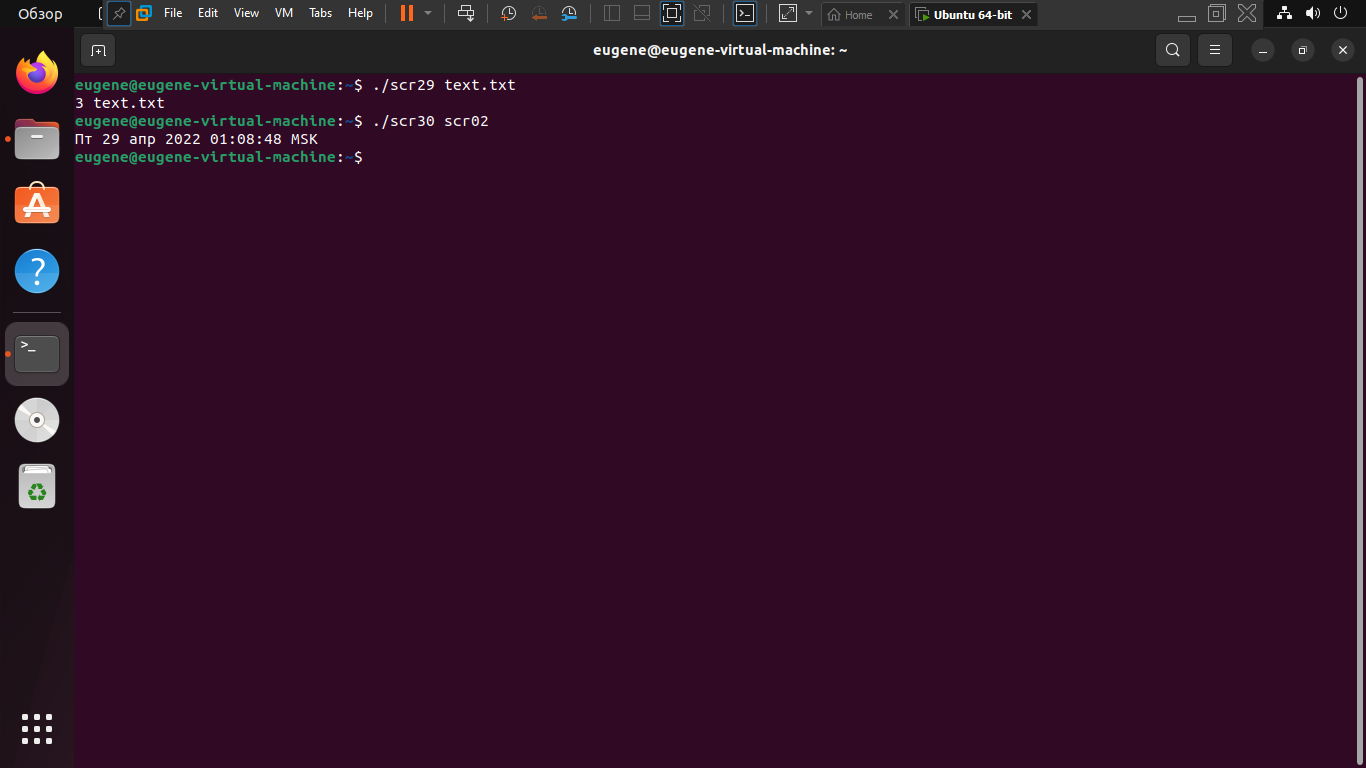 Обзор
File Edit View VM Tabs Help
Home
Ubuntu 64-bit
eugene@eugene-virtual-machine: ~
eugene@eugene-virtual-machine:~$ ./scr29 text.txt
3 text.txt
eugene@eugene-virtual-machine:~$ ./scr30 scr02
Пт 29 апр 2022 01:08:48 MSK
eugene@eugene-virtual-machine:~$